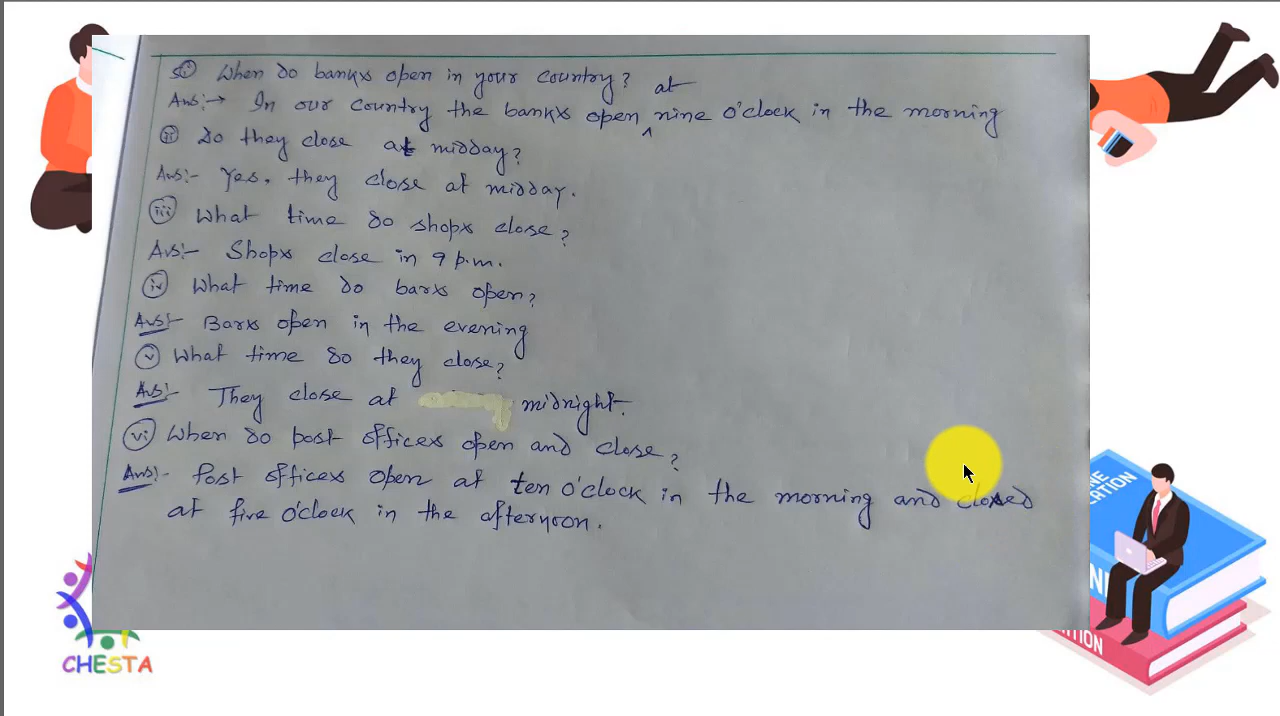 i) When do banks open in your country?
Ans:→ In our country the banks open at nine o'clock in the morning
ii) Do they close at midday?
Ans:- Yes, they close at midday.
iii) What time do shops close?
Ans:- Shops close in 9 p.m.
iv) What time do bars open?
Ans:- Bars open in the evening
v) What time do they close?
Ans:- They close at midnight.
vi) When do post offices open and close?
Ans:- Post offices open at ten o'clock in the morning and closed
at five o'clock in the afternoon.
CHESTA